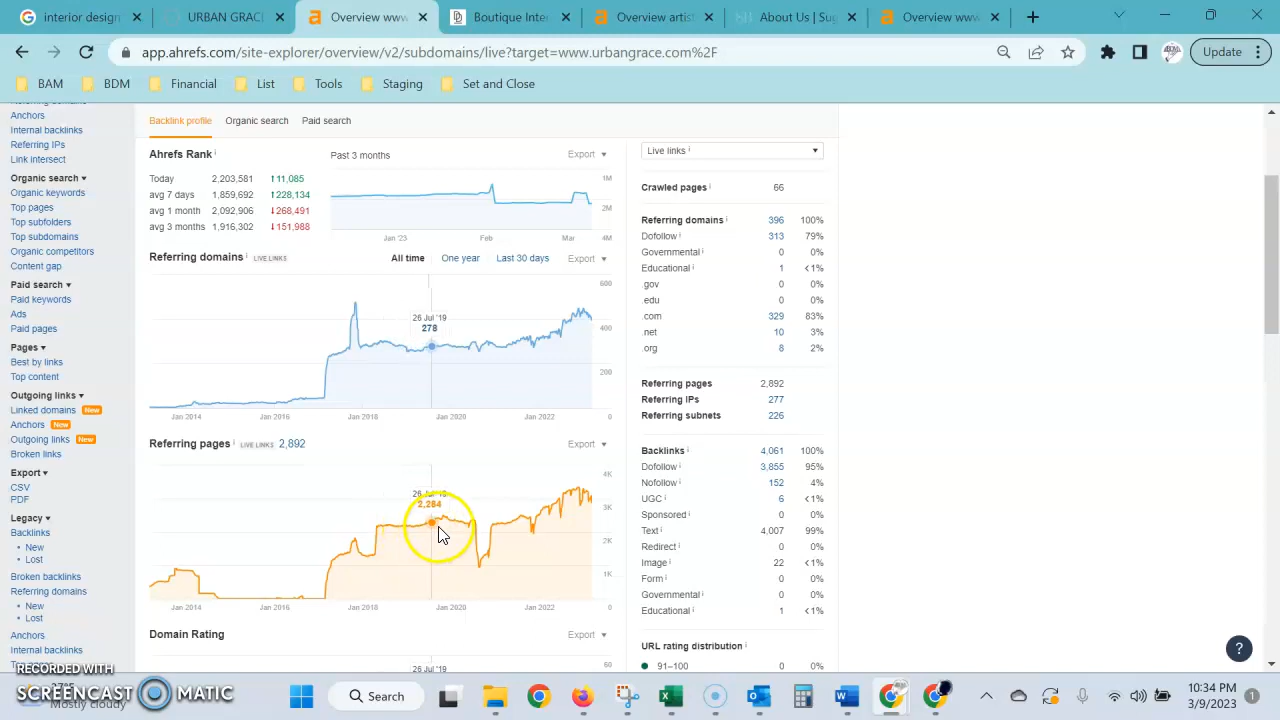 interior design
URBAN GRAC
Overview www
Boutique Inter
Overview artist
About Us | Sug
Overview www
app.ahrefs.com/site-explorer/overview/v2/subdomains/live?target=www.urbangrace.com%2F
Update
BAM
BDM
Financial
List
Tools
Staging
Set and Close
Referring domains
Anchors
Internal backlinks
Referring IPs
Link intersect
Organic search
Organic keywords
Top pages
Top subfolders
Top subdomains
Organic competitors
Content gap
Paid search
Paid keywords
Ads
Paid pages
Pages
Best by links
Top content
Outgoing links
Linked domains New
Anchors New
Outgoing links New
Broken links
Export
CSV
PDF
Legacy
Backlinks
New
Lost
Broken backlinks
Referring domains
New
Lost
Anchors
Internal backlinks
Backlink profile Organic search Paid search
Ahrefs Rank i Past 3 months Export
Today 2,203,581 ↑11,085
avg 7 days 1,859,692 ↑228,134
avg 1 month 2,092,906 ↓268,491
avg 3 months 1,916,302 ↓151,988
1M
2M
4M
Jan '23 Feb Mar
Referring domains i LIVE LINKS All time One year Last 30 days Export
600
26 Jul '19
278
400
200
Jan 2014 Jan 2016 Jan 2018 Jan 2020 Jan 2022 0
Referring pages i LIVE LINKS 2,892 Export
4K
26 Jul '19
2,284
3K
2K
1K
Jan 2014 Jan 2016 Jan 2018 Jan 2020 Jan 2022 0
Domain Rating Export
26 Jul '19
60
Live links
Crawled pages i 66
Referring domains i 396 100%
Dofollow i 313 79%
Governmental i 0 0%
Educational i 1 <1%
.gov 0 0%
.edu 0 0%
.com 329 83%
.net 10 3%
.org 8 2%
Referring pages 2,892
Referring IPs 277
Referring subnets 226
Backlinks i 4,061 100%
Dofollow i 3,855 95%
Nofollow i 152 4%
UGC i 6 <1%
Sponsored i 0 0%
Text i 4,007 99%
Redirect i 0 0%
Image i 22 <1%
Form i 0 0%
Governmental i 0 0%
Educational i 1 <1%
URL rating distribution i
91–100 0 0%
?
RECORDED WITH
SCREENCAST MATIC
Mostly cloudy
Search
10:34 PM
3/9/2023
1